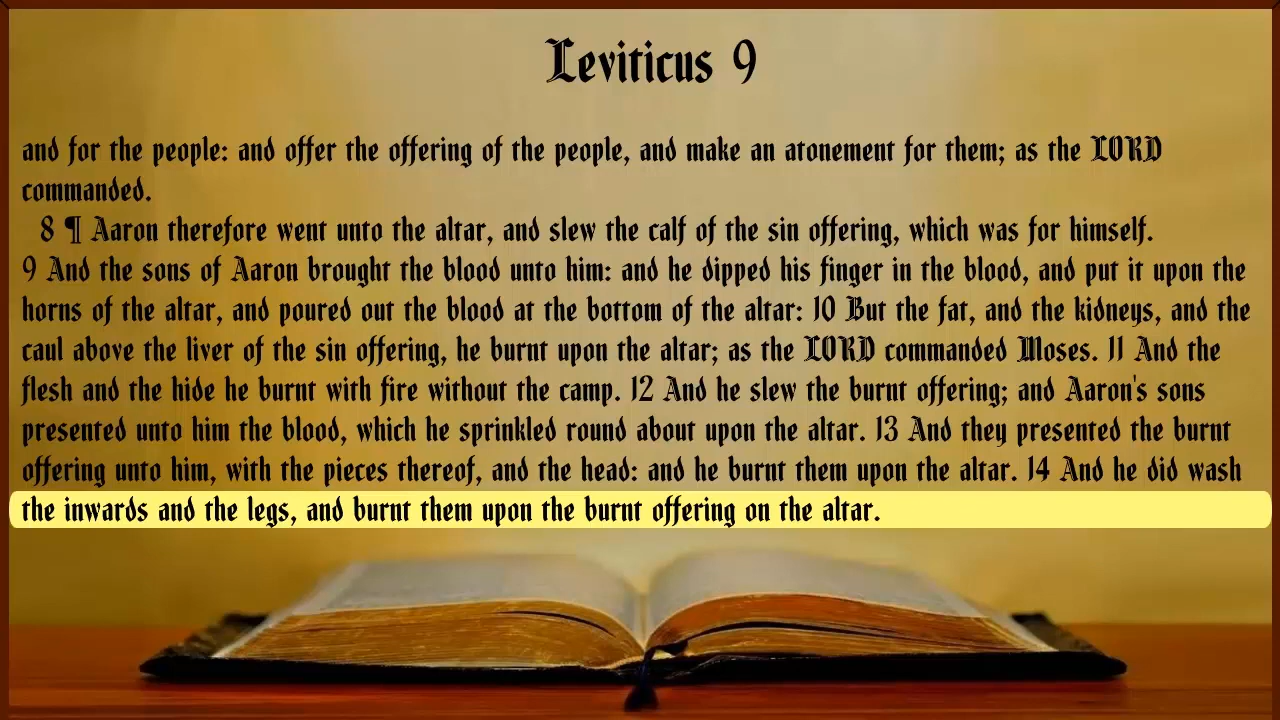 Leviticus 9
and for the people: and offer the offering of the people, and make an atonement for them; as the LORD
commanded.
8 ¶ Aaron therefore went unto the altar, and slew the calf of the sin offering, which was for himself.
9 And the sons of Aaron brought the blood unto him: and he dipped his finger in the blood, and put it upon the
horns of the altar, and poured out the blood at the bottom of the altar: 10 But the fat, and the kidneys, and the
caul above the liver of the sin offering, he burnt upon the altar; as the LORD commanded Moses. 11 And the
flesh and the hide he burnt with fire without the camp. 12 And he slew the burnt offering; and Aaron's sons
presented unto him the blood, which he sprinkled round about upon the altar. 13 And they presented the burnt
offering unto him, with the pieces thereof, and the head: and he burnt them upon the altar. 14 And he did wash
the inwards and the legs, and burnt them upon the burnt offering on the altar.